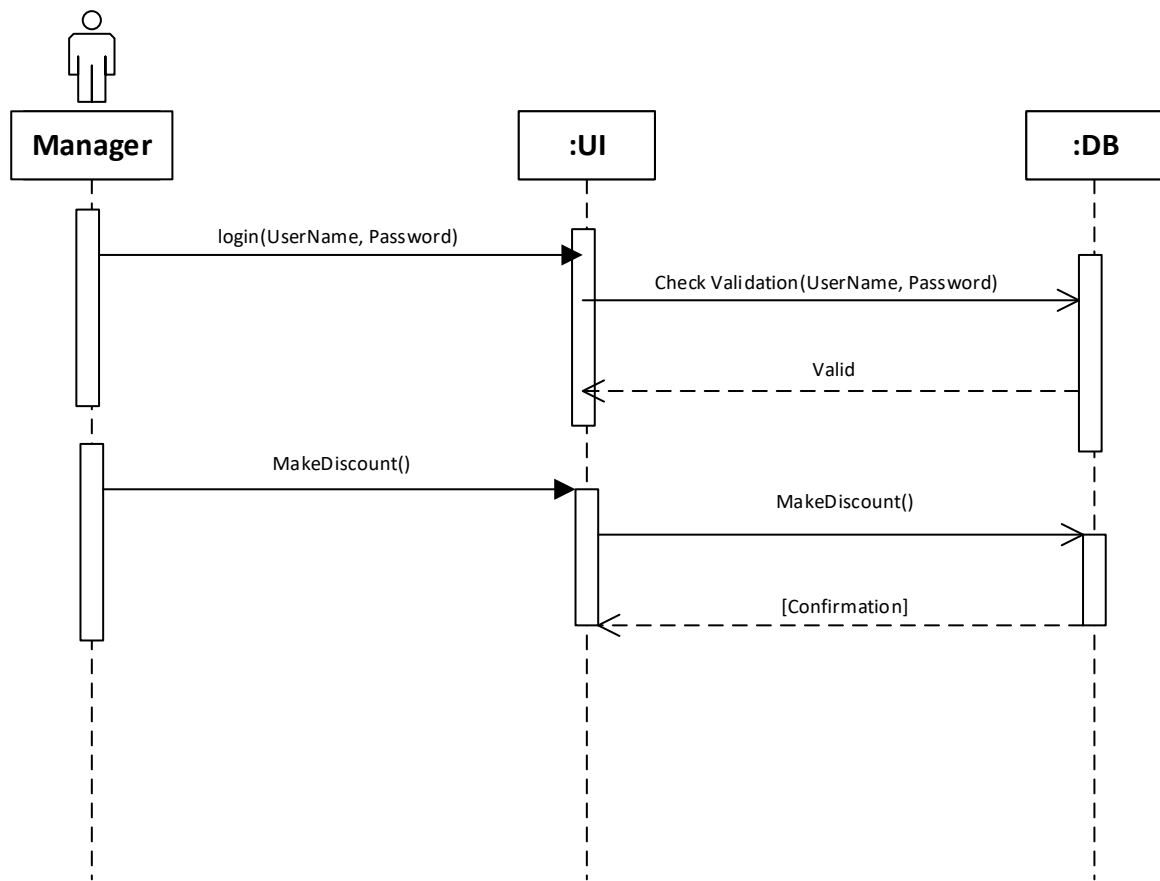 Manager
:UI
:DB
login(UserName, Password)
Check Validation(UserName, Password)
Valid
MakeDiscount()
MakeDiscount()
[Confirmation]